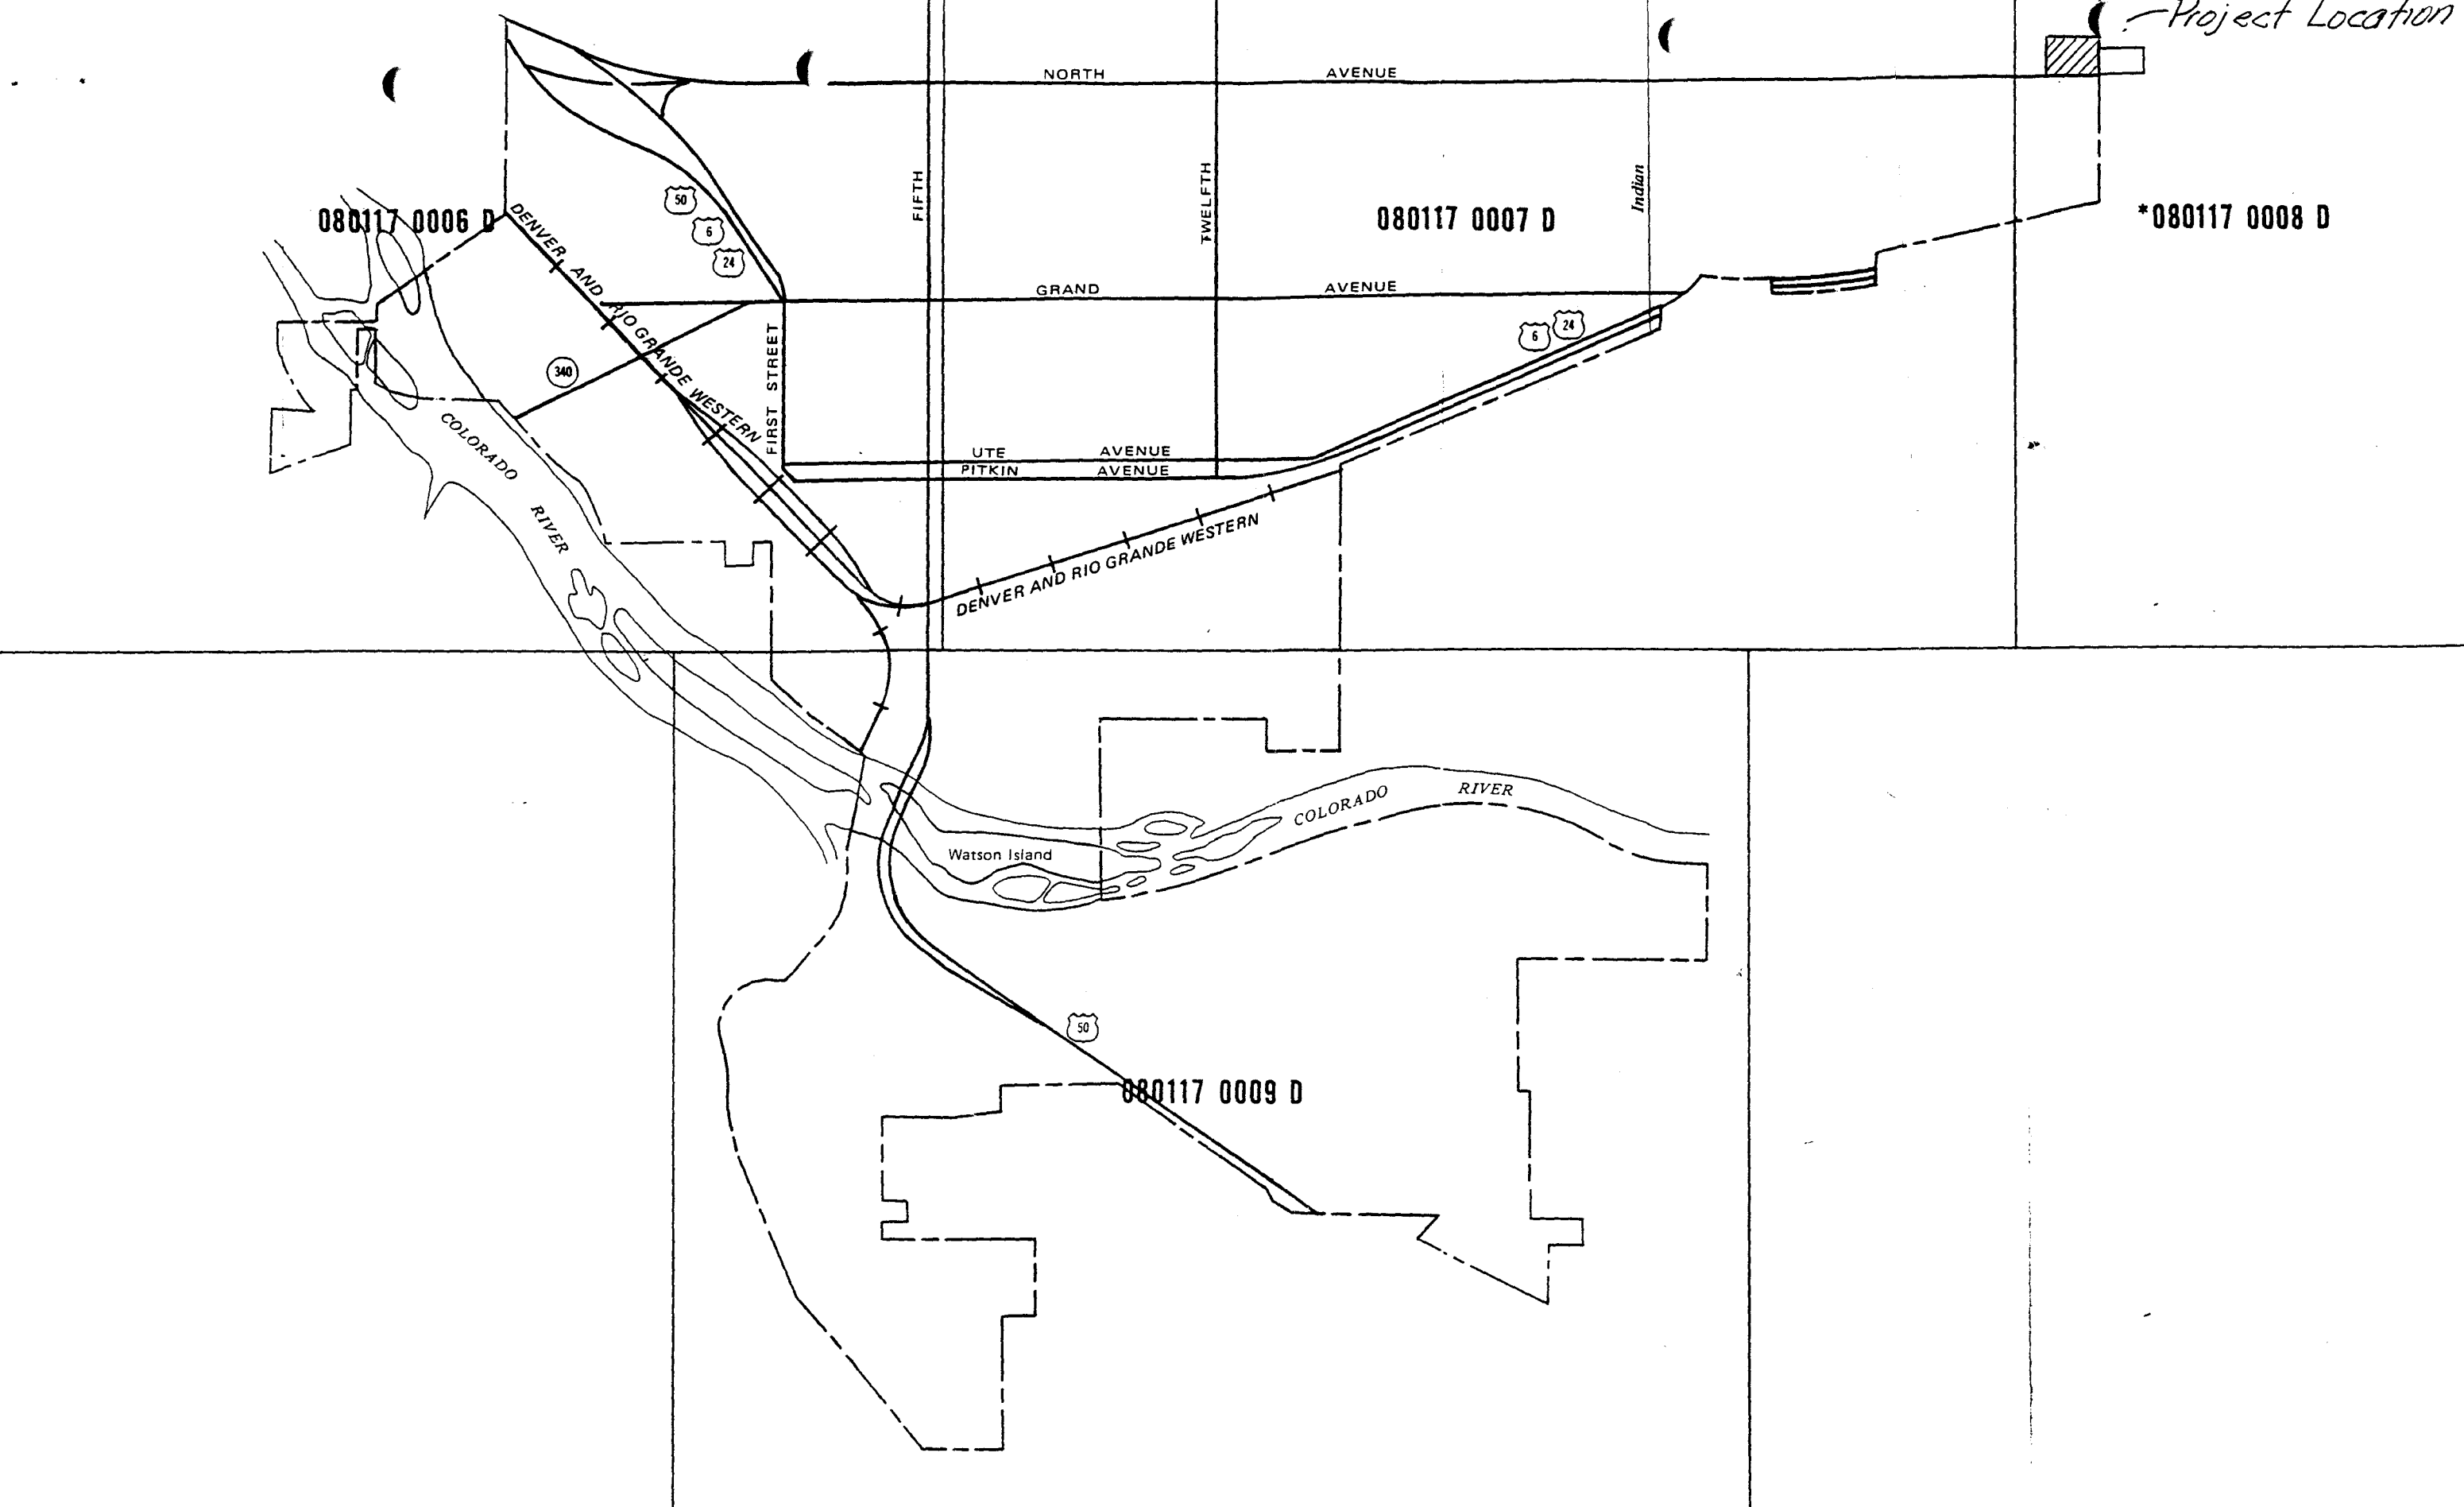 Project Location
NORTH AVENUE
FIFTH
TWELFTH
Indian
50
6
24
080117 0006 D
080117 0007 D
*080117 0008 D
DENVER AND RIO GRANDE WESTERN
GRAND AVENUE
6
24
340
FIRST STREET
COLORADO RIVER
UTE AVENUE
PITKIN AVENUE
DENVER AND RIO GRANDE WESTERN
COLORADO RIVER
Watson Island
50
080117 0009 D